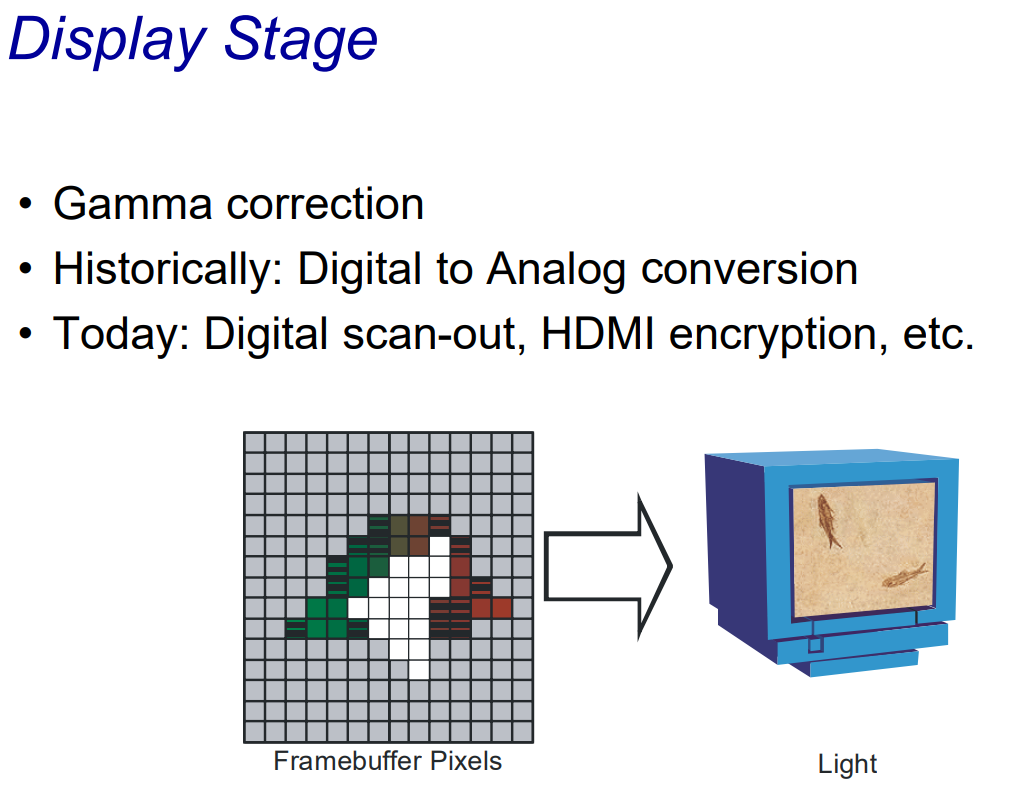 Display Stage
• Gamma correction
• Historically: Digital to Analog conversion
• Today: Digital scan-out, HDMI encryption, etc.
Framebuffer Pixels
Light